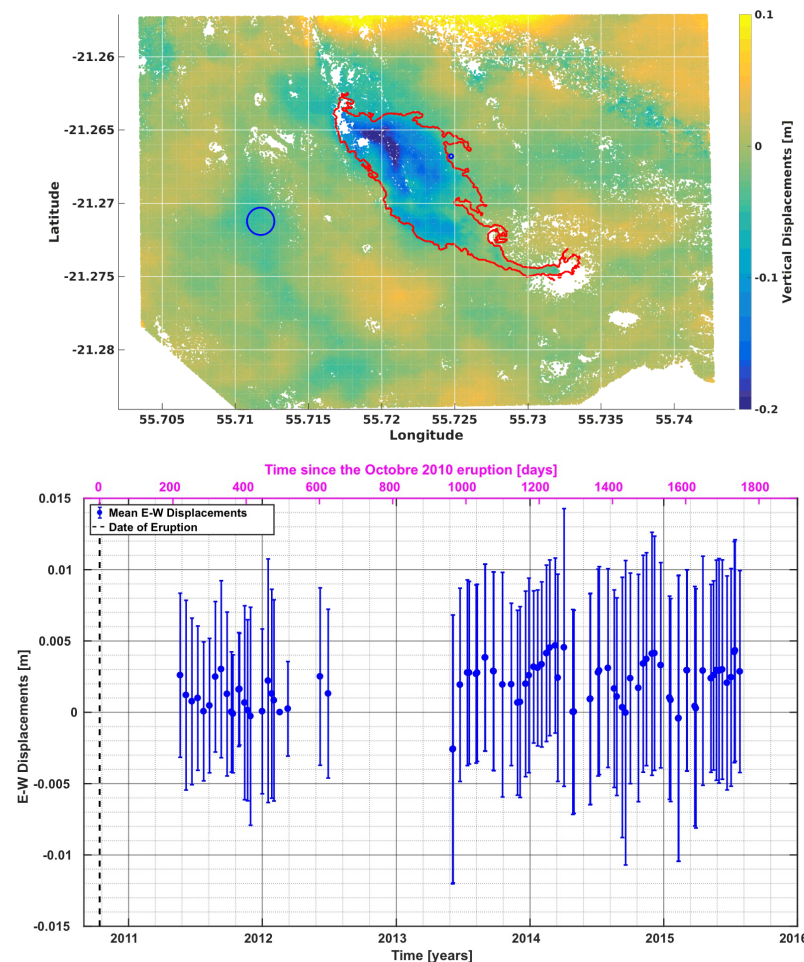 0.1
0
-0.1
-0.2
Vertical Displacements [m]
-21.26
-21.265
-21.27
-21.275
-21.28
Latitude
55.705 55.71 55.715 55.72 55.725 55.73 55.735 55.74
Longitude
Time since the Octobre 2010 eruption [days]
0 200 400 600 800 1000 1200 1400 1600 1800
Mean E-W Displacements
Date of Eruption
0.015
0.01
0.005
0
-0.005
-0.01
-0.015
E-W Displacements [m]
2011 2012 2013 2014 2015 2016
Time [years]